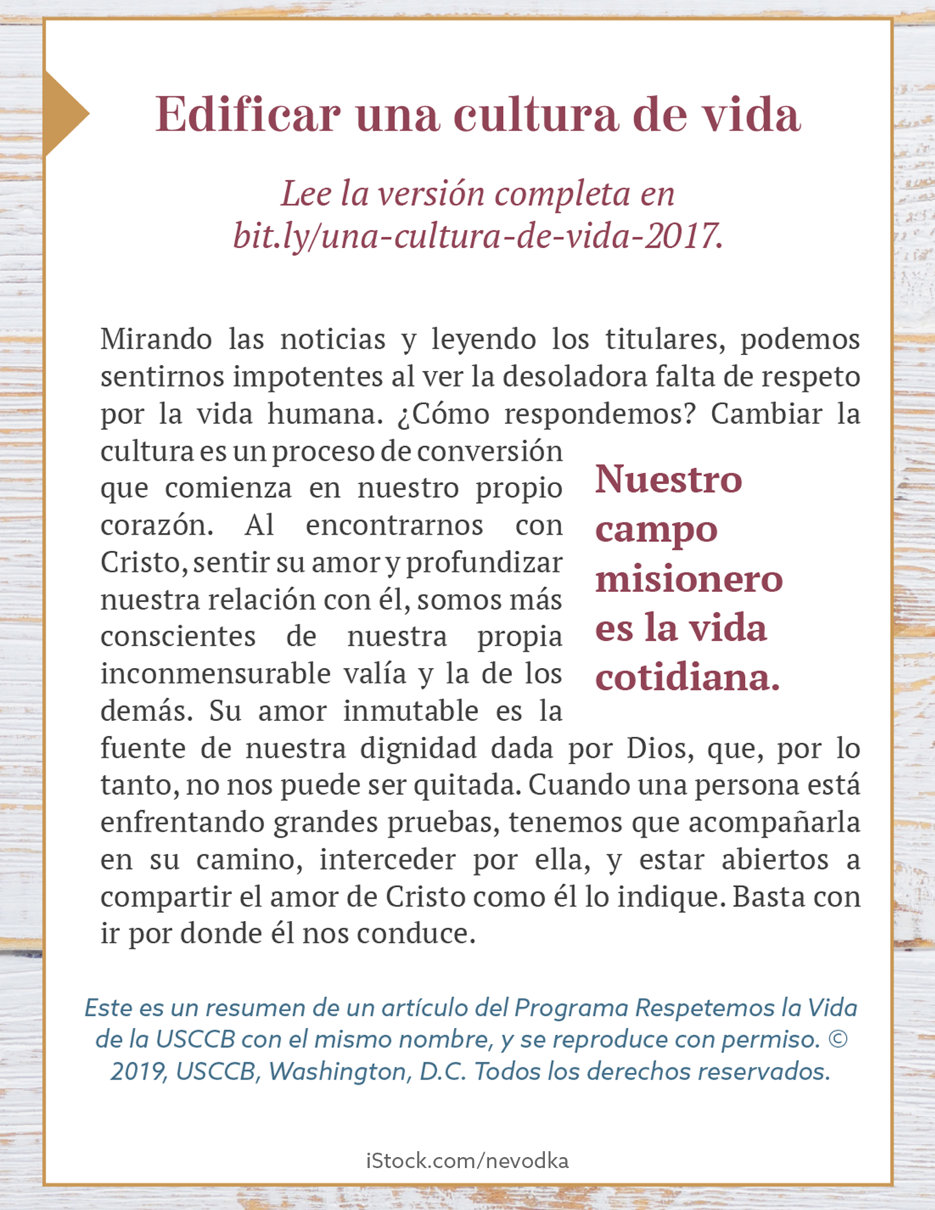 Edificar una cultura de vida
Lee la versión completa en
bit.ly/una-cultura-de-vida-2017.
Mirando las noticias y leyendo los titulares, podemos
sentirnos impotentes al ver la desoladora falta de respeto
por la vida humana. ¿Cómo respondemos? Cambiar la
cultura es un proceso de conversión
que comienza en nuestro propio
corazón. Al encontrarnos con
Cristo, sentir su amor y profundizar
nuestra relación con él, somos más
conscientes de nuestra propia
inconmensurable valía y la de los
demás. Su amor inmutable es la
fuente de nuestra dignidad dada por Dios, que, por lo
tanto, no nos puede ser quitada. Cuando una persona está
enfrentando grandes pruebas, tenemos que acompañarla
en su camino, interceder por ella, y estar abiertos a
compartir el amor de Cristo como él lo indique. Basta con
ir por donde él nos conduce.
Nuestro
campo
misionero
es la vida
cotidiana.
Este es un resumen de un artículo del Programa Respetemos la Vida
de la USCCB con el mismo nombre, y se reproduce con permiso. ©
2019, USCCB, Washington, D.C. Todos los derechos reservados.
iStock.com/nevodka